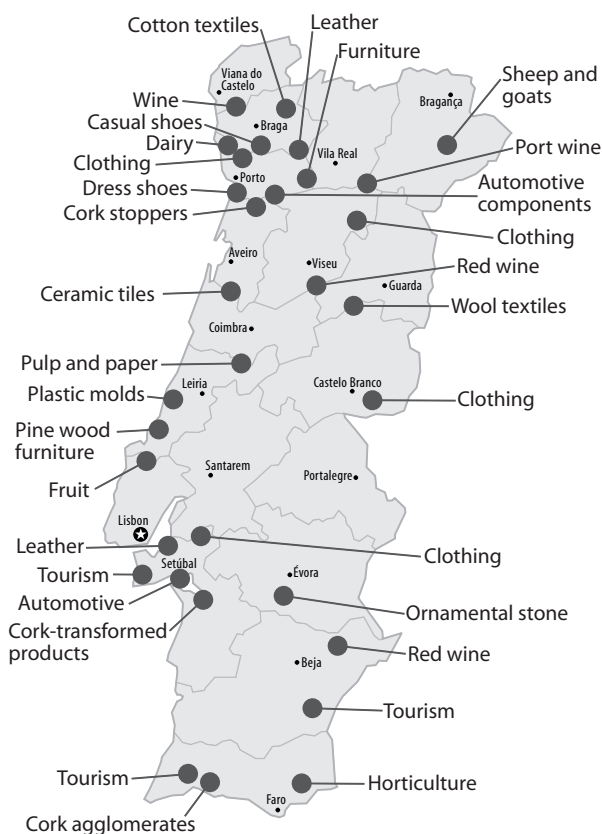 Cotton textiles
Leather
Furniture
Viana do
Castelo
Sheep and
goats
Bragança
Wine
Casual shoes
Braga
Dairy
Vila Real
Port wine
Clothing
Porto
Dress shoes
Automotive
components
Cork stoppers
Clothing
Aveiro
Viseu
Red wine
Guarda
Ceramic tiles
Wool textiles
Coimbra
Pulp and paper
Leiria
Castelo Branco
Plastic molds
Clothing
Pine wood
furniture
Santarem
Portalegre
Fruit
Lisbon
Leather
Clothing
Setúbal
Tourism
Évora
Automotive
Ornamental stone
Cork-transformed
products
Red wine
Beja
Tourism
Tourism
Horticulture
Faro
Cork agglomerates